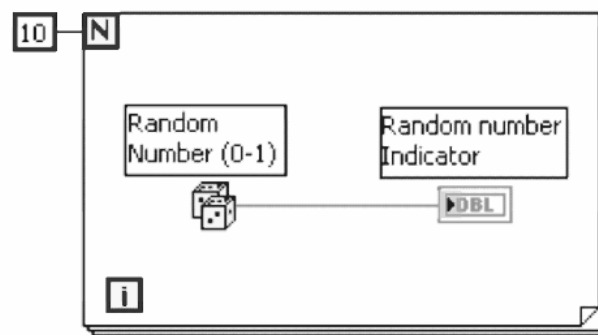 10
N
Random
Number (0-1)
Random number
Indicator
DBL
i